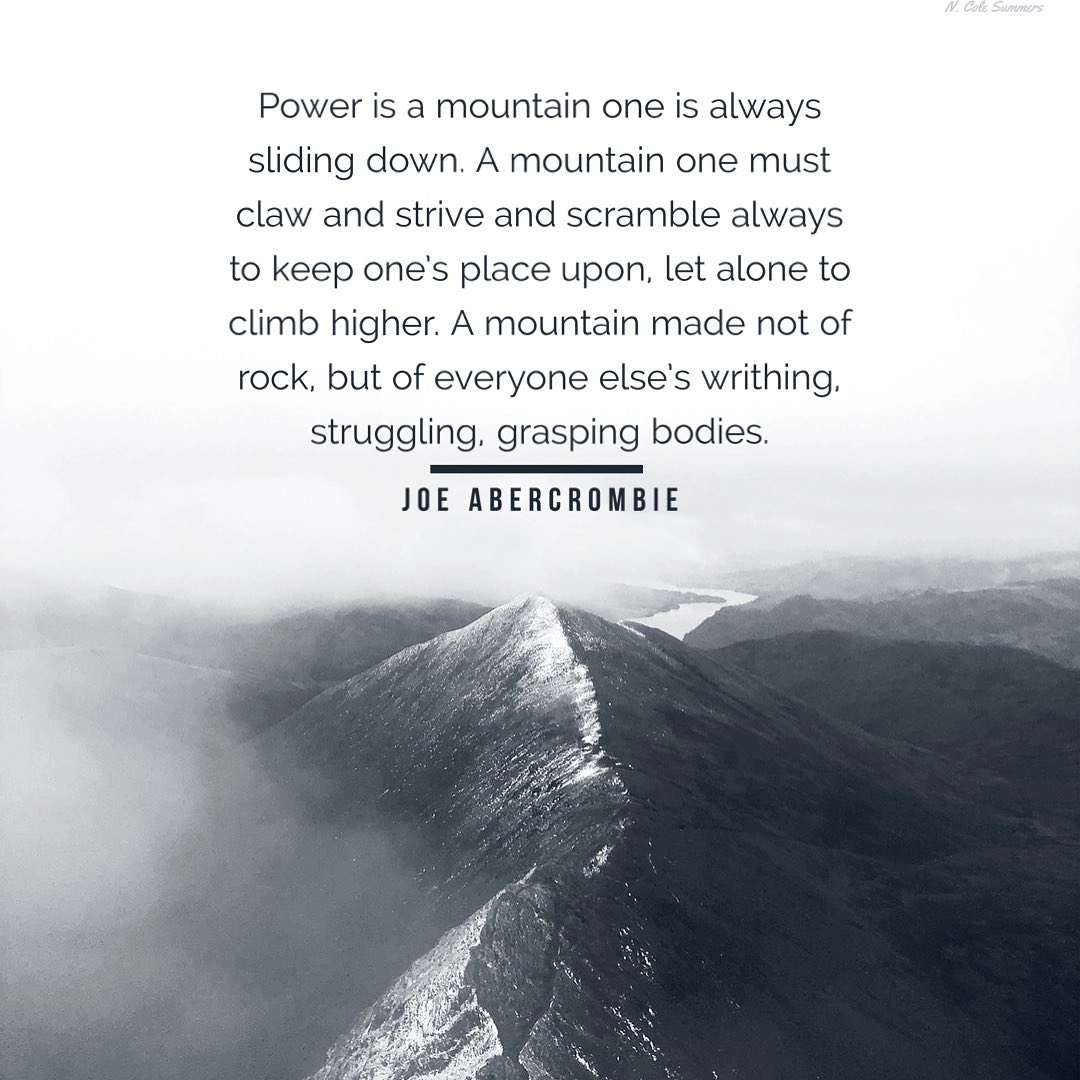 N. Cole Summers
Power is a mountain one is always
sliding down. A mountain one must
claw and strive and scramble always
to keep one's place upon, let alone to
climb higher. A mountain made not of
rock, but of everyone else's writhing,
struggling, grasping bodies.
JOE ABERCROMBIE